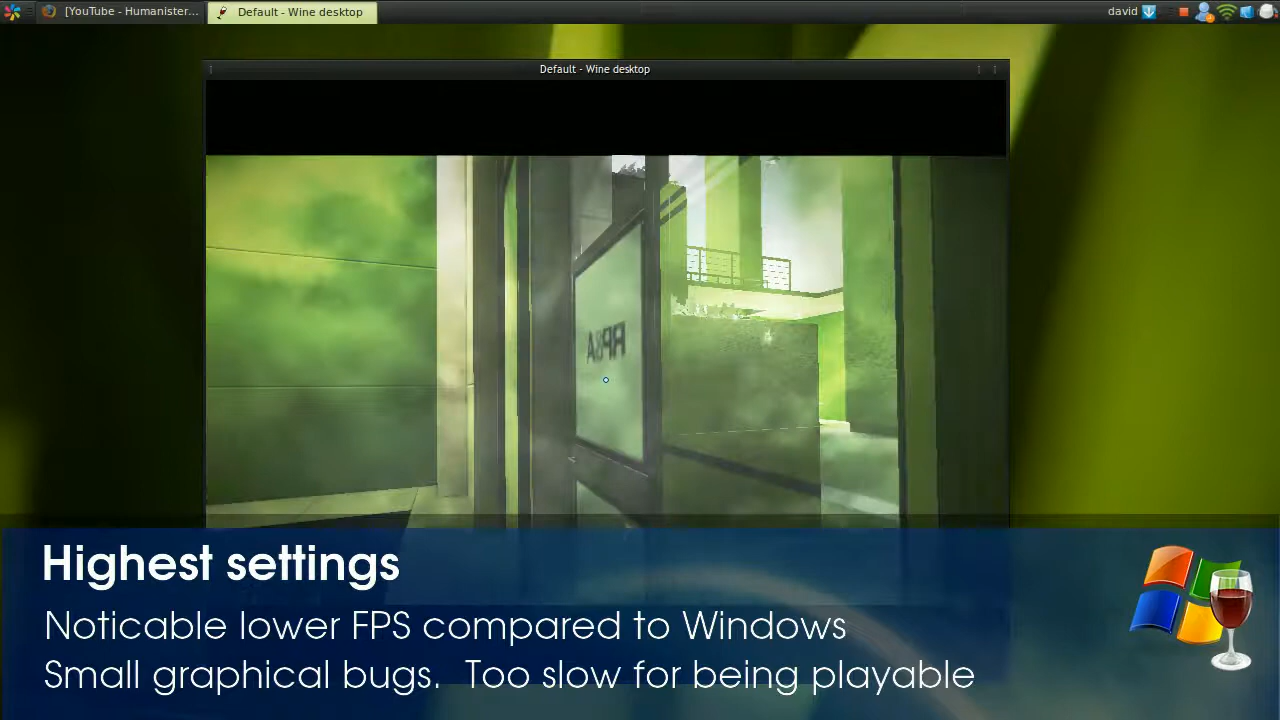 [YouTube - Humanister...
Default - Wine desktop
david
Default - Wine desktop
RP&A
Highest settings
Noticable lower FPS compared to Windows
Small graphical bugs. Too slow for being playable